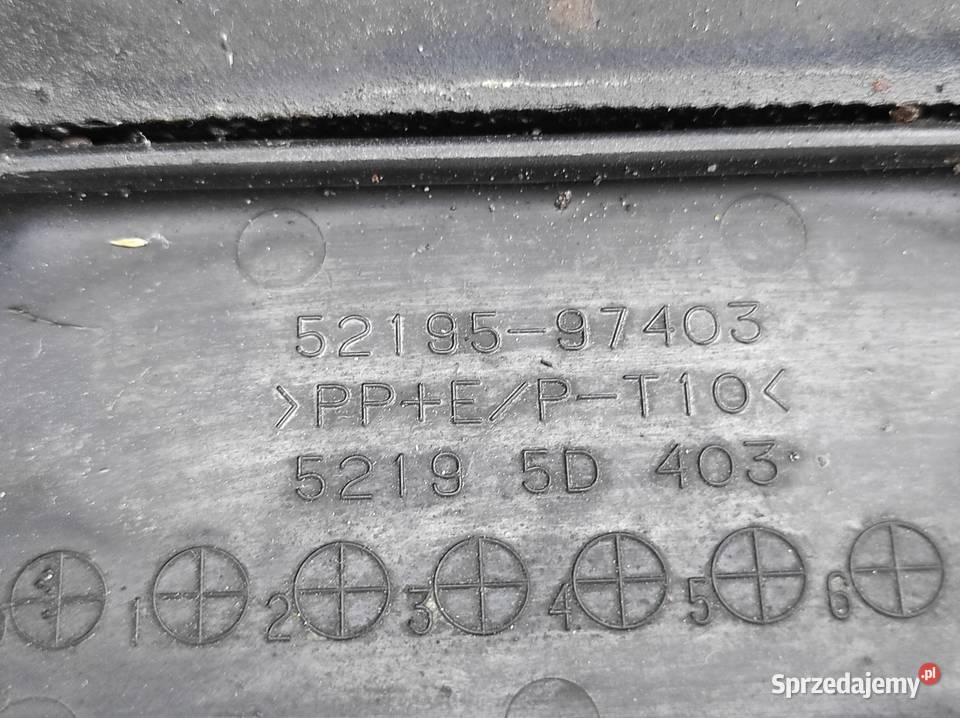 52195-97403
>PP+E/P-T10<
5219 5D 403
1 2 3 4 5 6
Sprzedajemy.pl